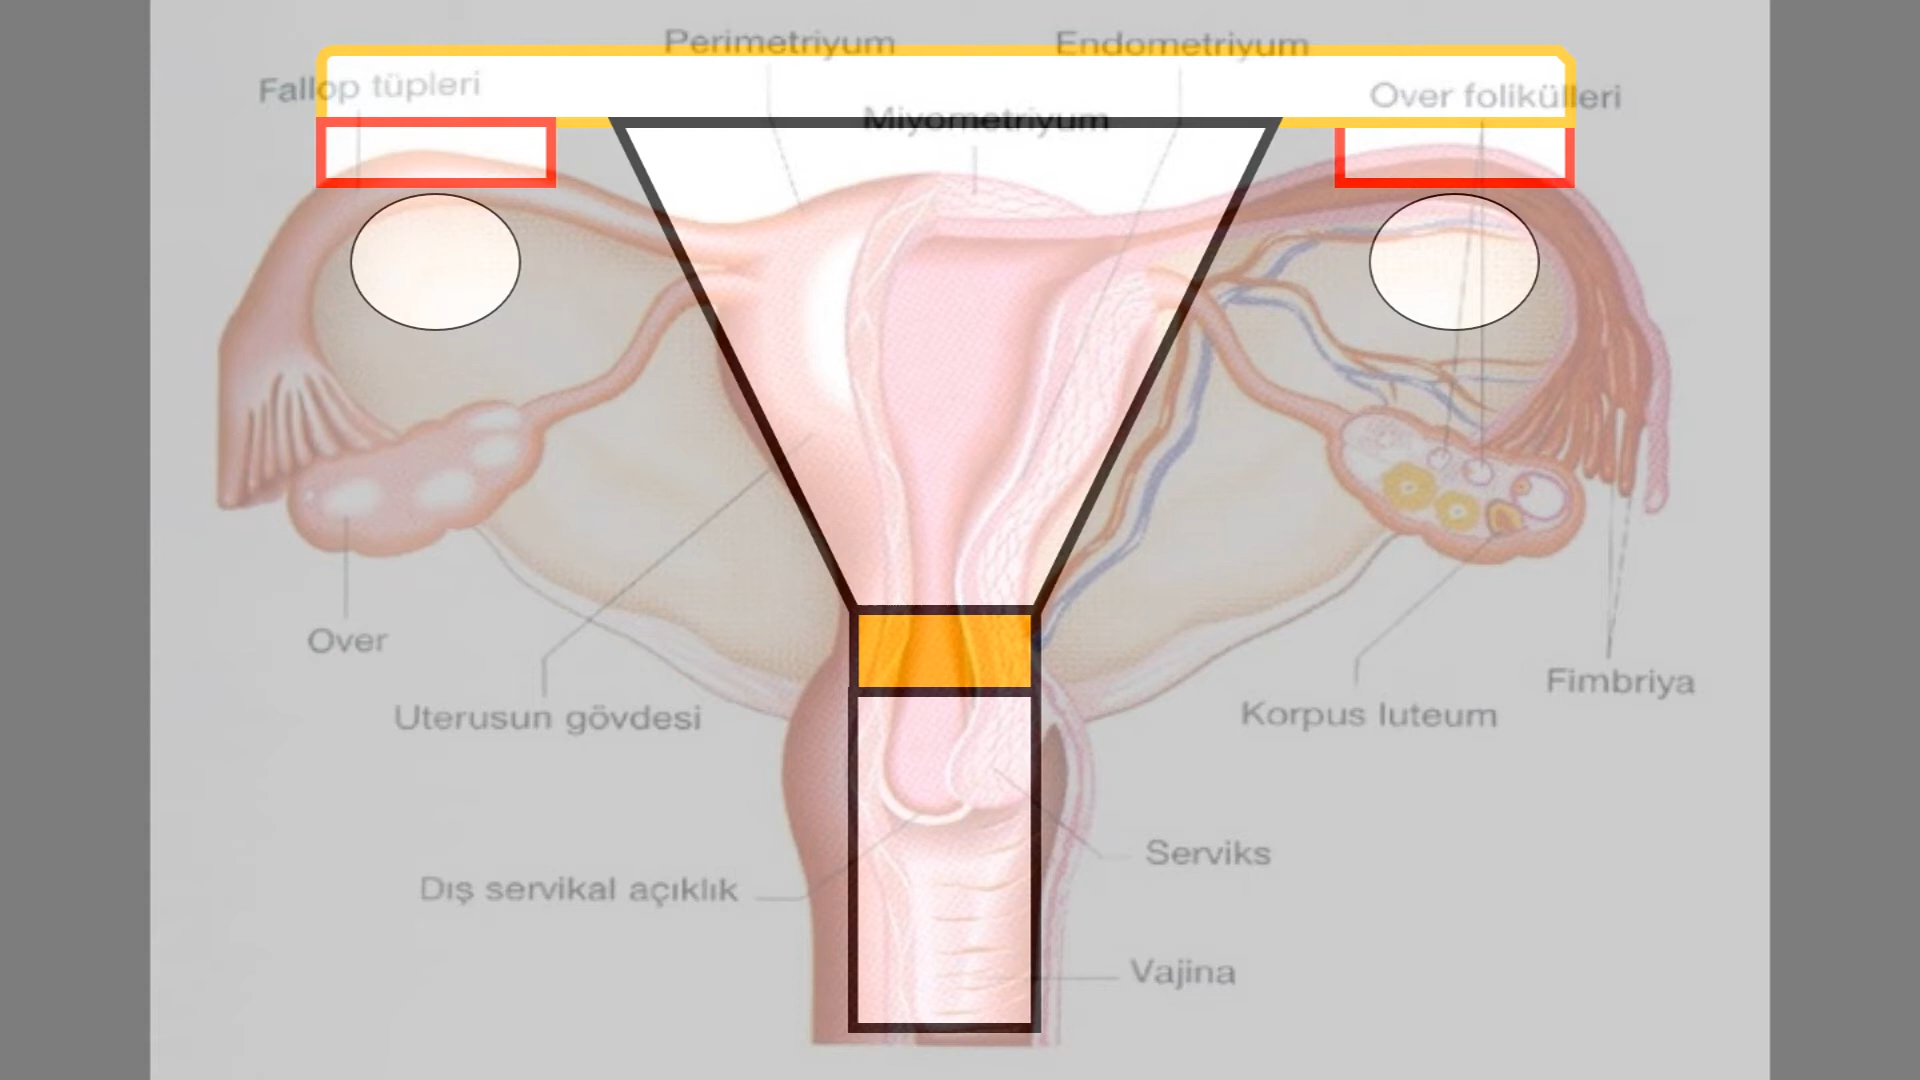 Perimetriyum
Endometriyum
Fallop tüpleri
Over folikülleri
Miyometriyum
Over
Uterusun gövdesi
Korpus luteum
Fimbriya
Serviks
Dış servikal açıklık
Vajina